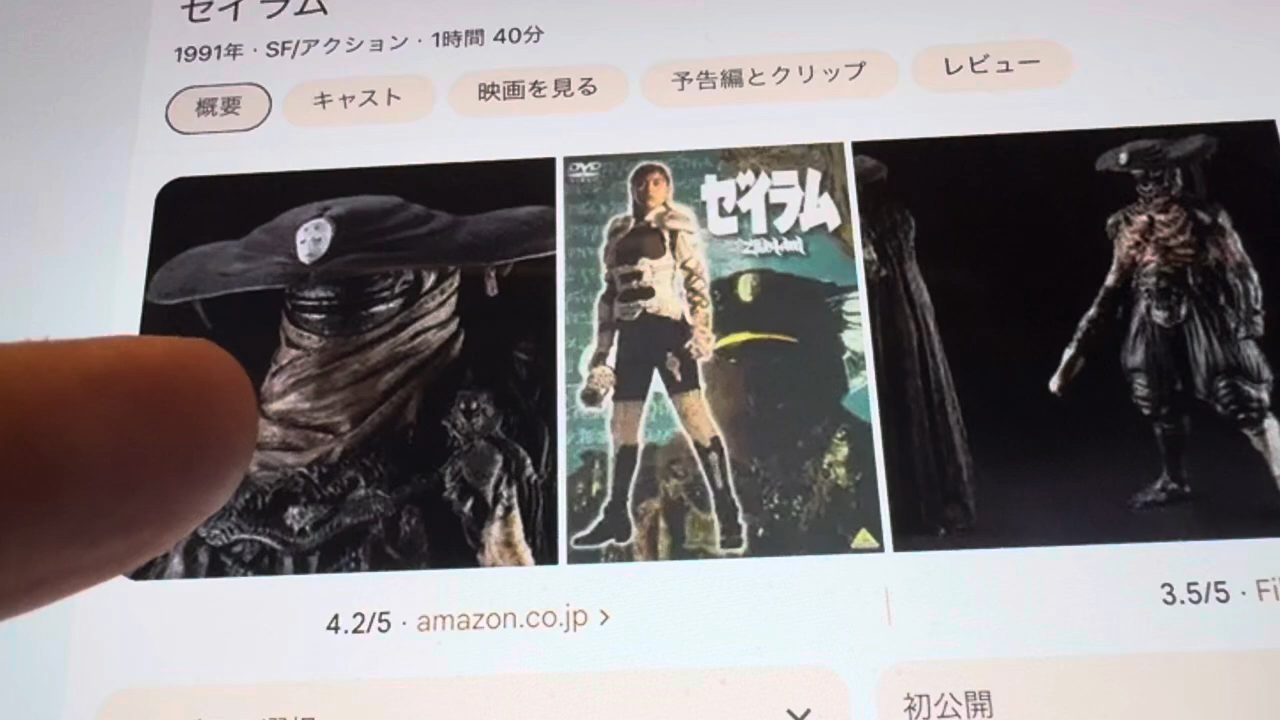 ゼイラム
1991年 · SF/アクション · 1時間 40分
概要
キャスト
映画を見る
予告編とクリップ
レビュー
DVD
ゼイラム
4.2/5 · amazon.co.jp >
3.5/5 ·
初公開